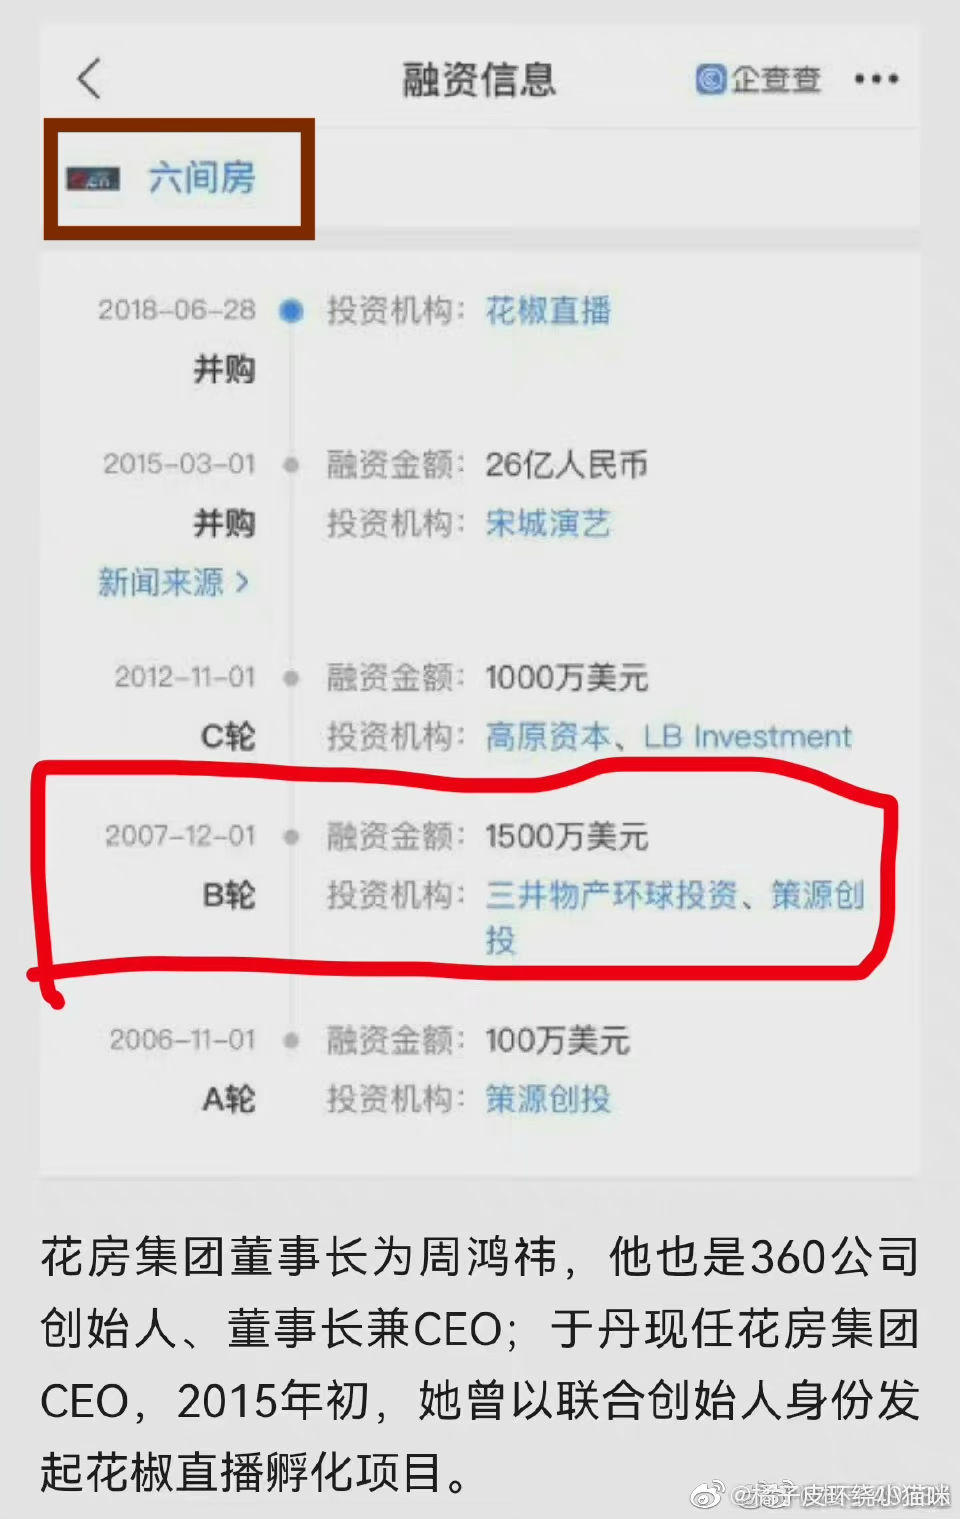 融资信息
企查查
六间房
2018-06-28 投资机构：花椒直播
并购
2015-03-01 融资金额：26亿人民币
并购 投资机构：宋城演艺
新闻来源 >
2012-11-01 融资金额：1000万美元
C轮 投资机构：高原资本、LB Investment
2007-12-01 融资金额：1500万美元
B轮 投资机构：三井物产环球投资、策源创
投
2006-11-01 融资金额：100万美元
A轮 投资机构：策源创投
花房集团董事长为周鸿祎，他也是360公司
创始人、董事长兼CEO；于丹现任花房集团
CEO，2015年初，她曾以联合创始人身份发
起花椒直播孵化项目。
@橘子皮环绕小猫咪